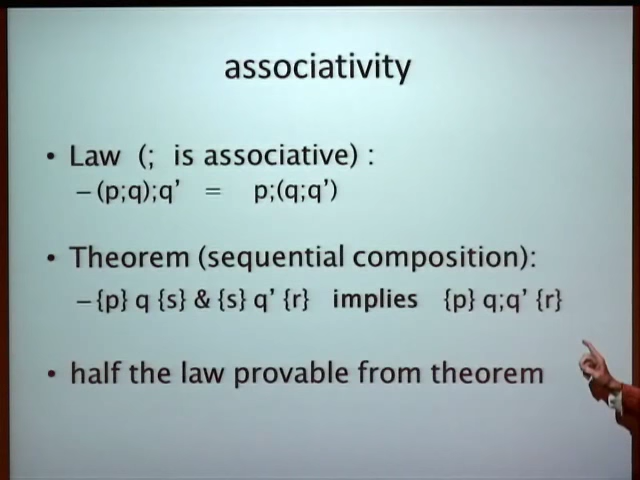 associativity
• Law (; is associative) :
– (p;q);q’ = p;(q;q’)
• Theorem (sequential composition):
– {p} q {s} & {s} q’ {r} implies {p} q;q’ {r}
• half the law provable from theorem